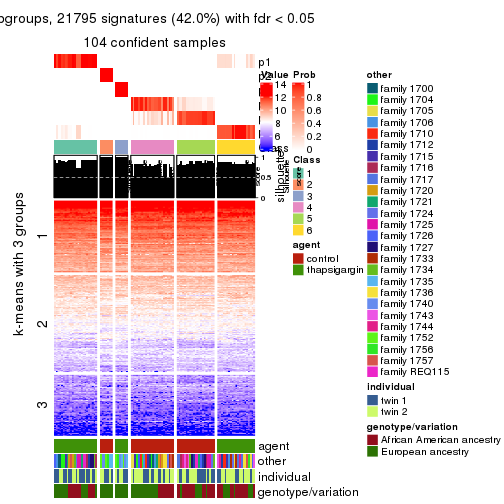 ogroups, 21795 signatures (42.0%) with fdr < 0.05
104 confident samples
p1
Value
14
12
10
8
6
Prob
1
0.8
0.6
0.4
0.2
0
Class
1
2
3
4
5
6
1
0.5
0
silhouette
agent
control
thapsigargin
k-means with 3 groups
1
2
3
agent
other
individual
genotype/variation
other
family 1700
family 1704
family 1705
family 1706
family 1710
family 1712
family 1715
family 1716
family 1717
family 1720
family 1721
family 1724
family 1725
family 1726
family 1727
family 1733
family 1734
family 1735
family 1736
family 1740
family 1743
family 1744
family 1752
family 1756
family 1757
family REQ115
individual
twin 1
twin 2
genotype/variation
African American ancestry
European ancestry